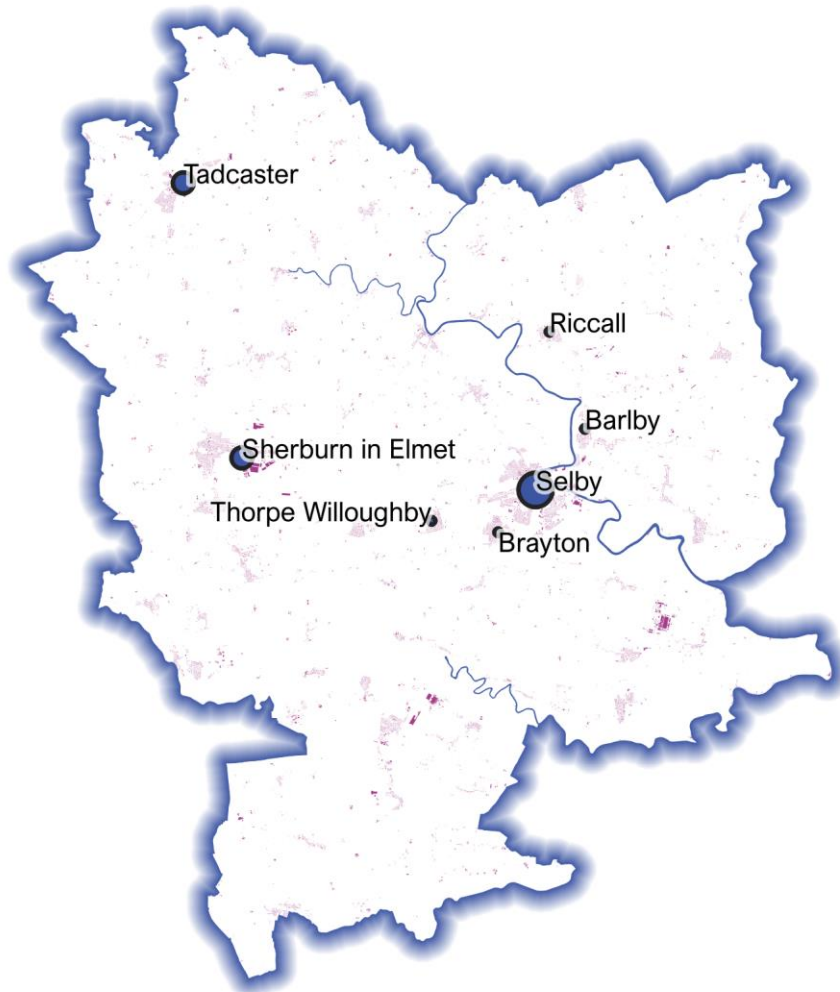 Tadcaster
Riccall
Barlby
Sherburn in Elmet
Selby
Thorpe Willoughby
Brayton